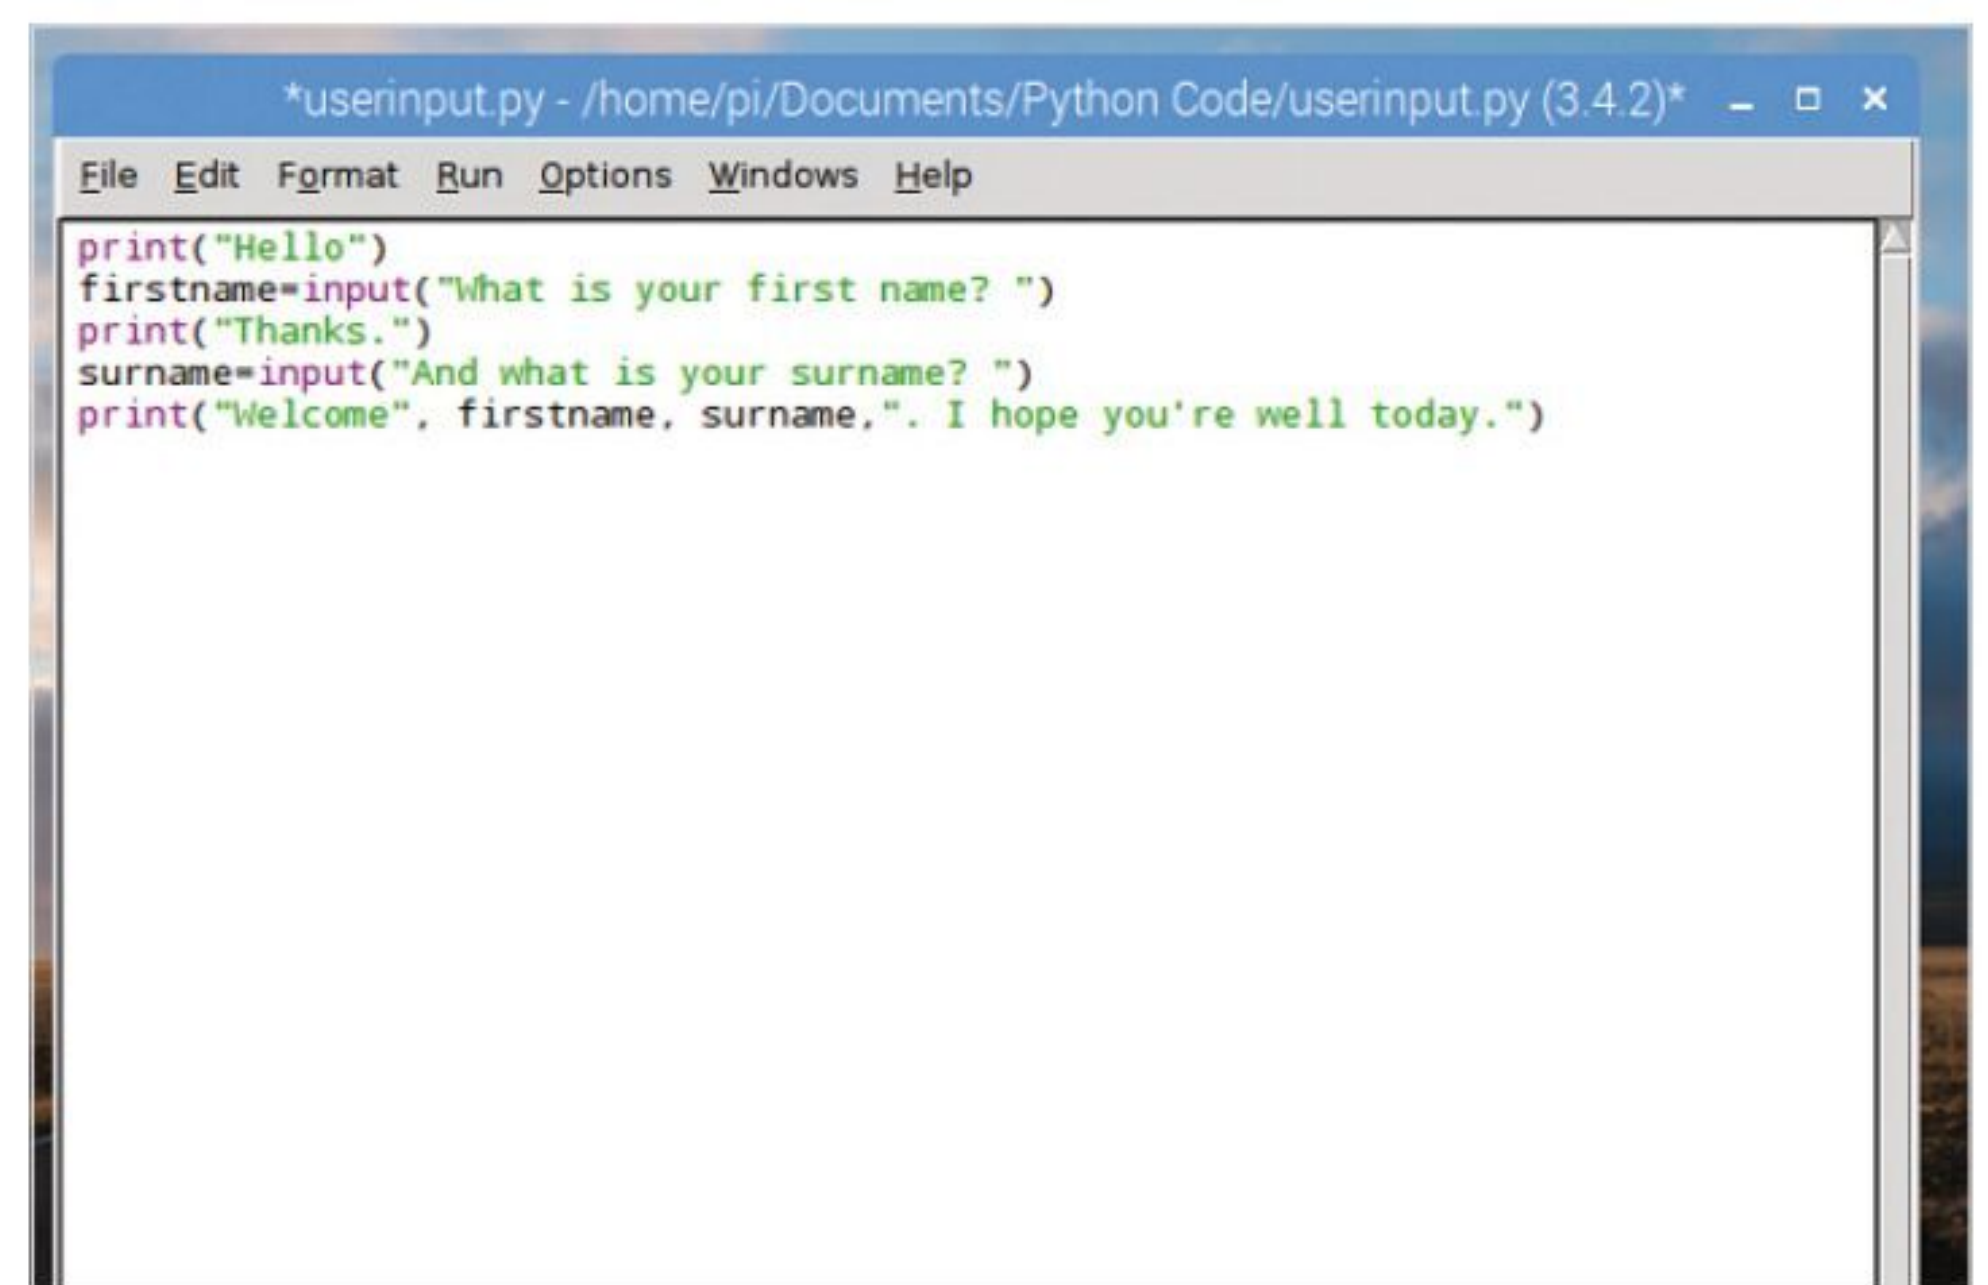 *userinput.py - /home/pi/Documents/Python Code/userinput.py (3.4.2)*
File Edit Format Run Options Windows Help
print("Hello")
firstname=input("What is your first name? ")
print("Thanks.")
surname=input("And what is your surname? ")
print("Welcome", firstname, surname,". I hope you're well today.")